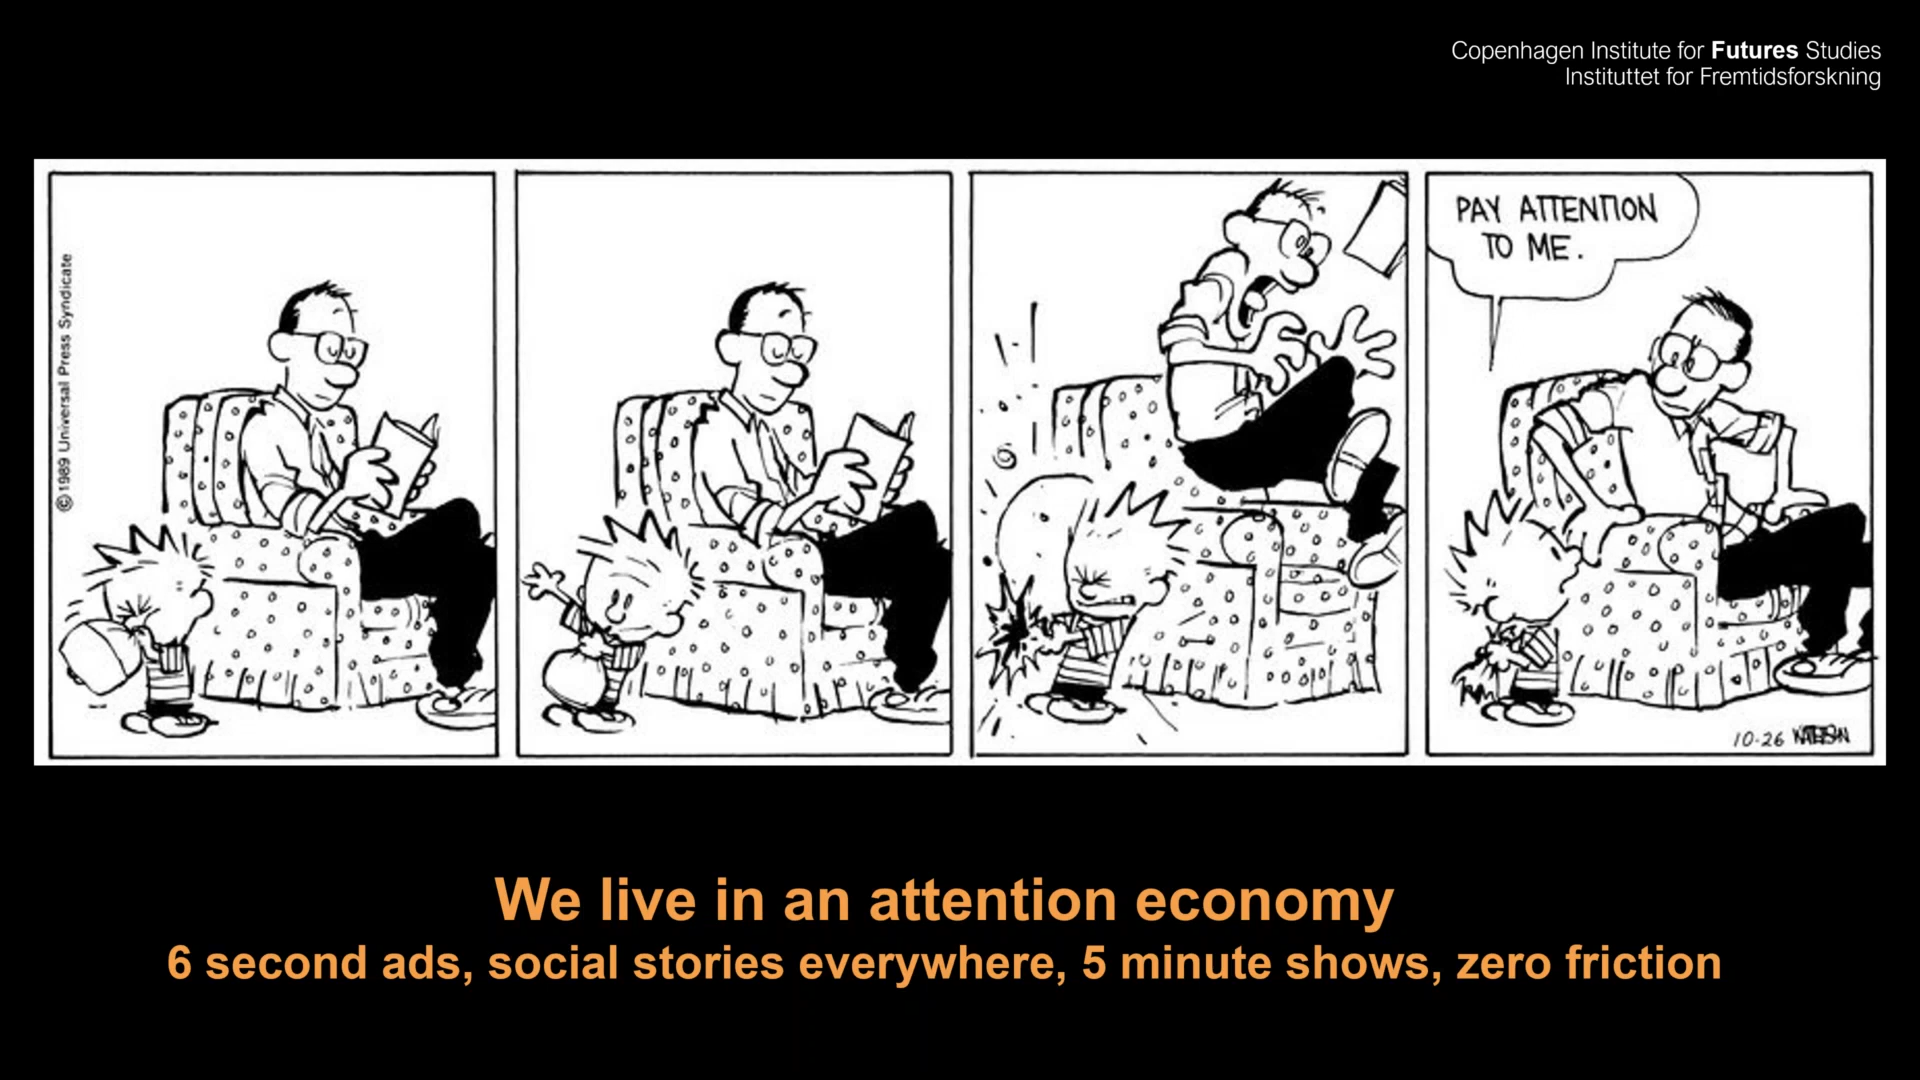 Copenhagen Institute for Futures Studies
Instituttet for Fremtidsforskning
©1989 Universal Press Syndicate
PAY ATTENTION
TO ME.
10-26 WATTERSON
We live in an attention economy
6 second ads, social stories everywhere, 5 minute shows, zero friction